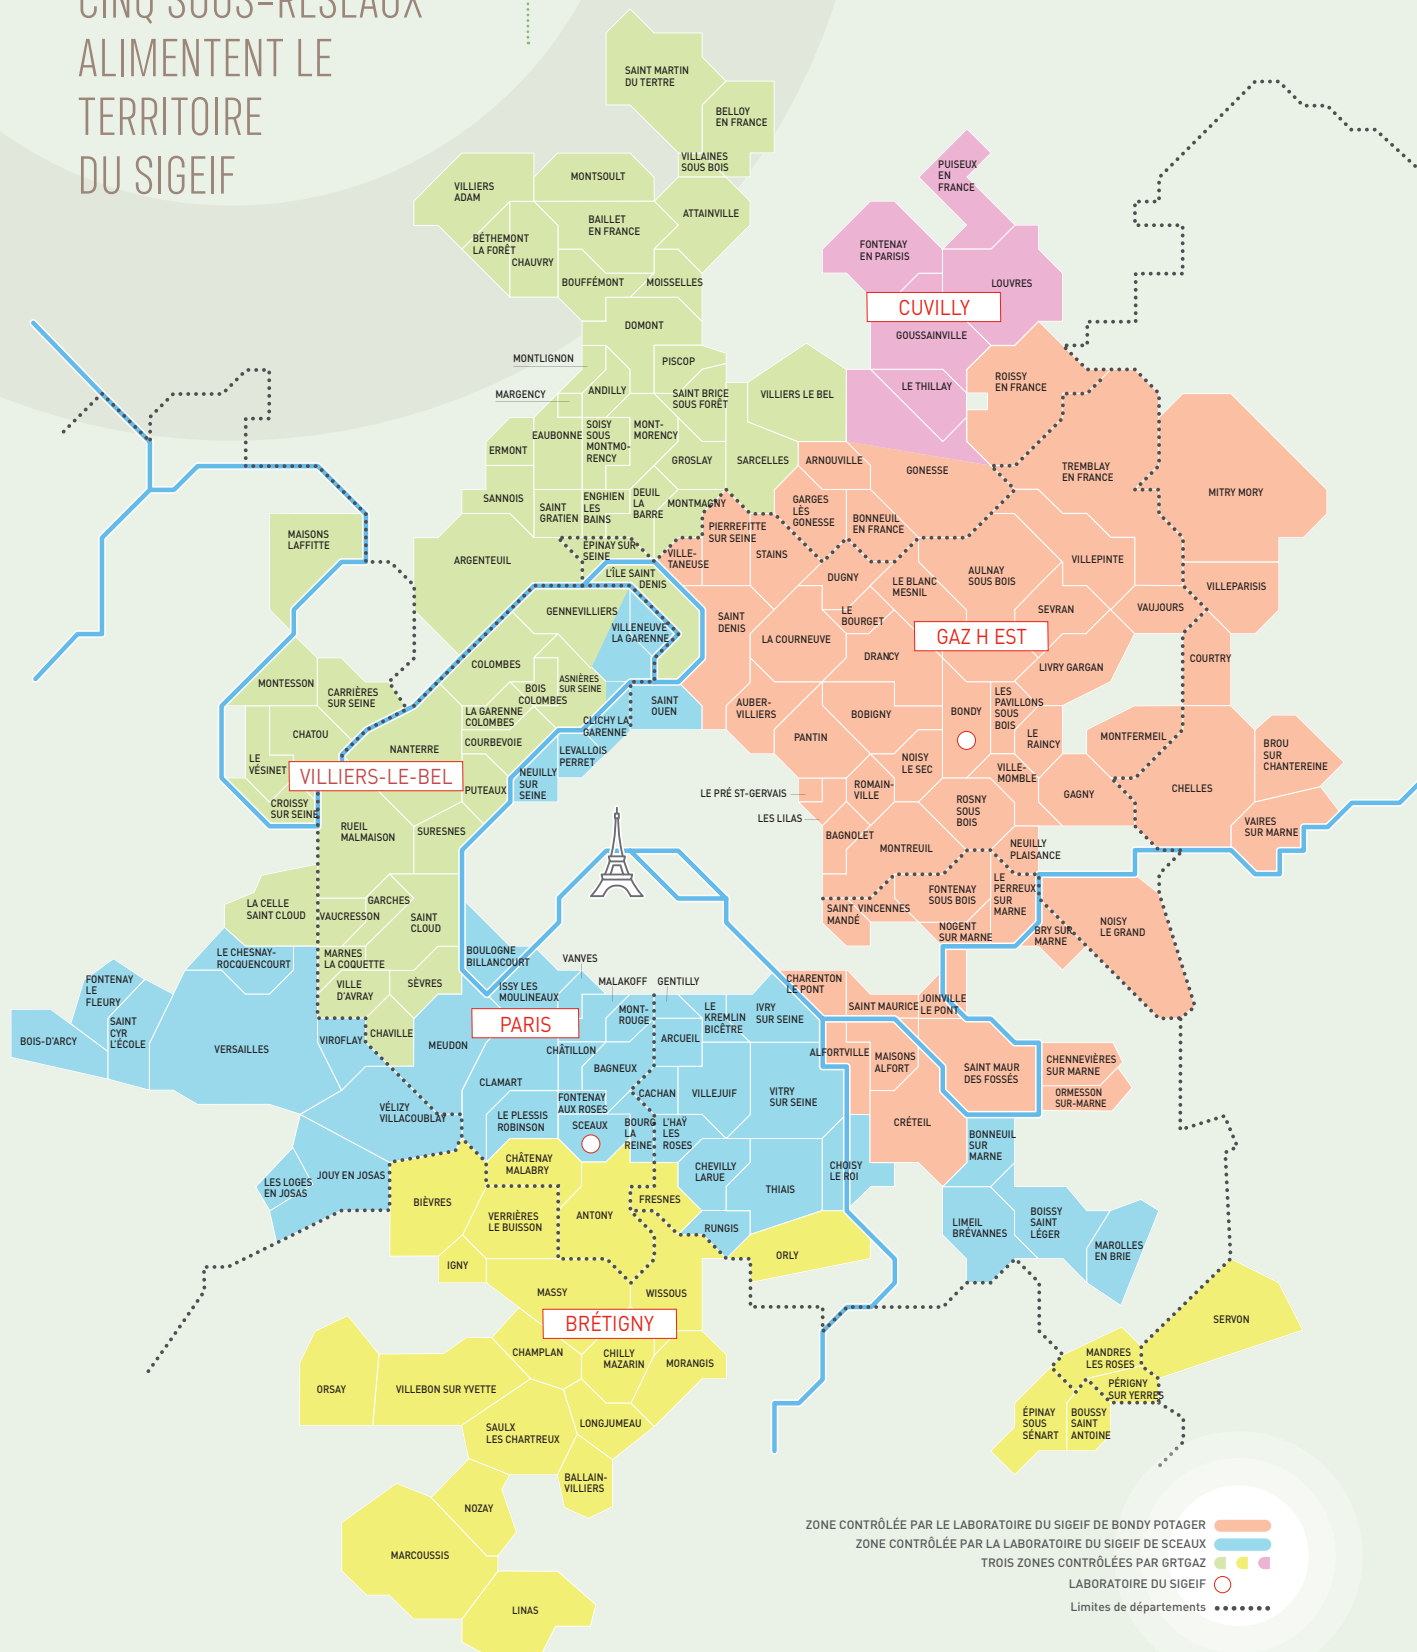 CINQ SOUS-RÉSEAUX
ALIMENTENT LE
TERRITOIRE
DU SIGEIF
SAINT MARTIN
DU TERTRE
BELLOY
EN FRANCE
VILLAINES
SOUS BOIS
MONTSOULT
VILLIERS
ADAM
ATTAINVILLE
BAILLET
EN FRANCE
BÉTHEMONT
LA FORÊT
CHAUVRY
BOUFFÉMONT
MOISSELLES
DOMONT
MONTLIGNON
PISCOP
MARGENCY
ANDILLY
SAINT BRICE
SOUS FORÊT
VILLIERS LE BEL
EAUBONNE
SOISY
SOUS
MONTMO-
RENCY
MONT-
MORENCY
ERMONT
GROSLAY
SARCELLES
SANNOIS
SAINT
GRATIEN
ENGHIEN
LES
BAINS
DEUIL
LA
BARRE
MONTMAGNY
MAISONS
LAFFITTE
ARGENTEUIL
ÉPINAY SUR
SEINE
L'ÎLE SAINT
DENIS
GENNEVILLIERS
VILLENEUVE
LA GARENNE
COLOMBES
ASNIÈRES
SUR SEINE
BOIS
COLOMBES
MONTESSON
CARRIÈRES
SUR SEINE
LA GARENNE
COLOMBES
CLICHY LA
GARENNE
SAINT
OUEN
CHATOU
NANTERRE
COURBEVOIE
LEVALLOIS
PERRET
LE
VÉSINET
VILLIERS-LE-BEL
PUTEAUX
NEUILLY
SUR
SEINE
CROISSY
SUR SEINE
RUEIL
MALMAISON
SURESNES
LA CELLE
SAINT CLOUD
GARCHES
VAUCRESSON
SAINT
CLOUD
MARNES
LA COQUETTE
VILLE
D'AVRAY
SÈVRES
CHAVILLE
PUISEUX
EN
FRANCE
FONTENAY
EN PARISIS
LOUVRES
CUVILLY
GOUSSAINVILLE
LE THILLAY
ROISSY
EN FRANCE
ARNOUVILLE
GONESSE
TREMBLAY
EN FRANCE
MITRY MORY
GARGES
LÈS
GONESSE
BONNEUIL
EN FRANCE
PIERREFITTE
SUR SEINE
STAINS
VILLE-
TANEUSE
DUGNY
LE BLANC
MESNIL
AULNAY
SOUS BOIS
VILLEPINTE
VILLEPARISIS
SAINT
DENIS
LE
BOURGET
SEVRAN
VAUJOURS
LA COURNEUVE
GAZ H EST
DRANCY
LIVRY GARGAN
COURTRY
AUBER-
VILLIERS
BOBIGNY
BONDY
LES
PAVILLONS
SOUS
BOIS
PANTIN
LE
RAINCY
MONTFERMEIL
BROU
SUR
CHANTEREINE
NOISY
LE SEC
VILLE-
MOMBLE
CHELLES
LE PRÉ ST-GERVAIS
ROMAIN-
VILLE
ROSNY
SOUS
BOIS
GAGNY
LES LILAS
VAIRES
SUR MARNE
BAGNOLET
MONTREUIL
NEUILLY
PLAISANCE
FONTENAY
SOUS BOIS
LE
PERREUX
SUR
MARNE
SAINT
MANDÉ
VINCENNES
NOGENT
SUR MARNE
BRY SUR
MARNE
NOISY
LE GRAND
CHARENTON
LE PONT
SAINT MAURICE
JOINVILLE
LE PONT
ALFORTVILLE
MAISONS
ALFORT
SAINT MAUR
DES FOSSÉS
CHENNEVIÈRES
SUR MARNE
ORMESSON
SUR-MARNE
CRÉTEIL
LE CHESNAY-
ROCQUENCOURT
FONTENAY
LE
FLEURY
SAINT
CYR
L'ÉCOLE
BOIS-D'ARCY
VERSAILLES
VIROFLAY
BOULOGNE
BILLANCOURT
VANVES
ISSY LES
MOULINEAUX
MALAKOFF
GENTILLY
PARIS
MONT-
ROUGE
LE
KREMLIN
BICÊTRE
IVRY
SUR SEINE
MEUDON
CHÂTILLON
ARCUEIL
BAGNEUX
CLAMART
CACHAN
VILLEJUIF
VITRY
SUR SEINE
VÉLIZY
VILLACOUBLAY
LE PLESSIS
ROBINSON
FONTENAY
AUX ROSES
SCEAUX
BOURG
LA
REINE
L'HAŸ
LES
ROSES
BONNEUIL
SUR
MARNE
LES LOGES
EN JOSAS
JOUY EN JOSAS
CHEVILLY
LARUE
THIAIS
CHOISY
LE ROI
RUNGIS
LIMEIL
BRÉVANNES
BOISSY
SAINT
LÉGER
MAROLLES
EN BRIE
CHÂTENAY
MALABRY
BIÈVRES
VERRIÈRES
LE BUISSON
ANTONY
FRESNES
ORLY
IGNY
MASSY
WISSOUS
BRÉTIGNY
SERVON
CHAMPLAN
CHILLY
MAZARIN
MORANGIS
MANDRES
LES ROSES
ORSAY
VILLEBON SUR YVETTE
PÉRIGNY
SUR YERRES
SAULX
LES CHARTREUX
LONGJUMEAU
ÉPINAY
SOUS
SÉNART
BOUSSY
SAINT
ANTOINE
BALLAIN-
VILLIERS
NOZAY
MARCOUSSIS
LINAS
ZONE CONTRÔLÉE PAR LE LABORATOIRE DU SIGEIF DE BONDY POTAGER
ZONE CONTRÔLÉE PAR LA LABORATOIRE DU SIGEIF DE SCEAUX
TROIS ZONES CONTRÔLÉES PAR GRTGAZ
LABORATOIRE DU SIGEIF
Limites de départements